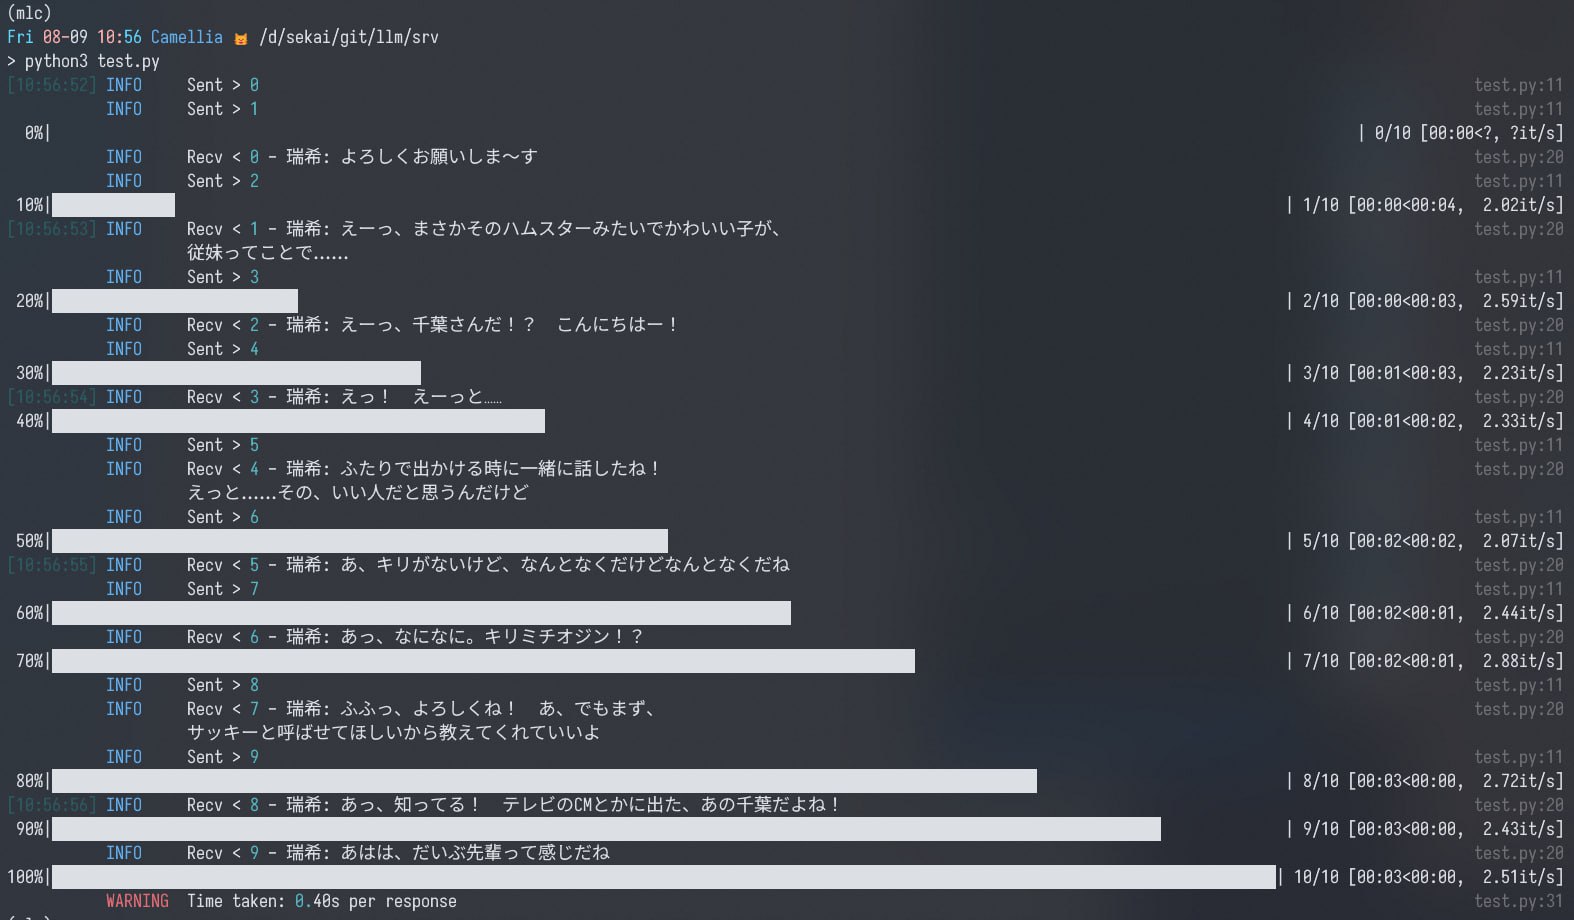 (mlc)
Fri 08-09 10:56 Camellia 🐱 /d/sekai/git/llm/srv
> python3 test.py
[10:56:52] INFO Sent > 0 test.py:11
INFO Sent > 1 test.py:11
0%| | 0/10 [00:00<?, ?it/s]
INFO Recv < 0 - 瑞希: よろしくお願いしま〜す test.py:20
INFO Sent > 2 test.py:11
10%| | 1/10 [00:00<00:04, 2.02it/s]
[10:56:53] INFO Recv < 1 - 瑞希: えーっ、まさかそのハムスターみたいでかわいい子が、 test.py:20
従妹ってことで......
INFO Sent > 3 test.py:11
20%| | 2/10 [00:00<00:03, 2.59it/s]
INFO Recv < 2 - 瑞希: えーっ、千葉さんだ！？　こんにちはー！ test.py:20
INFO Sent > 4 test.py:11
30%| | 3/10 [00:01<00:03, 2.23it/s]
[10:56:54] INFO Recv < 3 - 瑞希: えっ！　えーっと…… test.py:20
40%| | 4/10 [00:01<00:02, 2.33it/s]
INFO Sent > 5 test.py:11
INFO Recv < 4 - 瑞希: ふたりで出かける時に一緒に話したね！ test.py:20
えっと......その、いい人だと思うんだけど
INFO Sent > 6 test.py:11
50%| | 5/10 [00:02<00:02, 2.07it/s]
[10:56:55] INFO Recv < 5 - 瑞希: あ、キリがないけど、なんとなくだけどなんとなくだね test.py:20
INFO Sent > 7 test.py:11
60%| | 6/10 [00:02<00:01, 2.44it/s]
INFO Recv < 6 - 瑞希: あっ、なになに。キリミチオジン！？ test.py:20
70%| | 7/10 [00:02<00:01, 2.88it/s]
INFO Sent > 8 test.py:11
INFO Recv < 7 - 瑞希: ふふっ、よろしくね！　あ、でもまず、 test.py:20
サッキーと呼ばせてほしいから教えてくれていいよ
INFO Sent > 9 test.py:11
80%| | 8/10 [00:03<00:00, 2.72it/s]
[10:56:56] INFO Recv < 8 - 瑞希: あっ、知ってる！　テレビのCMとかに出た、あの千葉だよね！ test.py:20
90%| | 9/10 [00:03<00:00, 2.43it/s]
INFO Recv < 9 - 瑞希: あはは、だいぶ先輩って感じだね test.py:20
100%| | 10/10 [00:03<00:00, 2.51it/s]
WARNING Time taken: 0.40s per response test.py:31